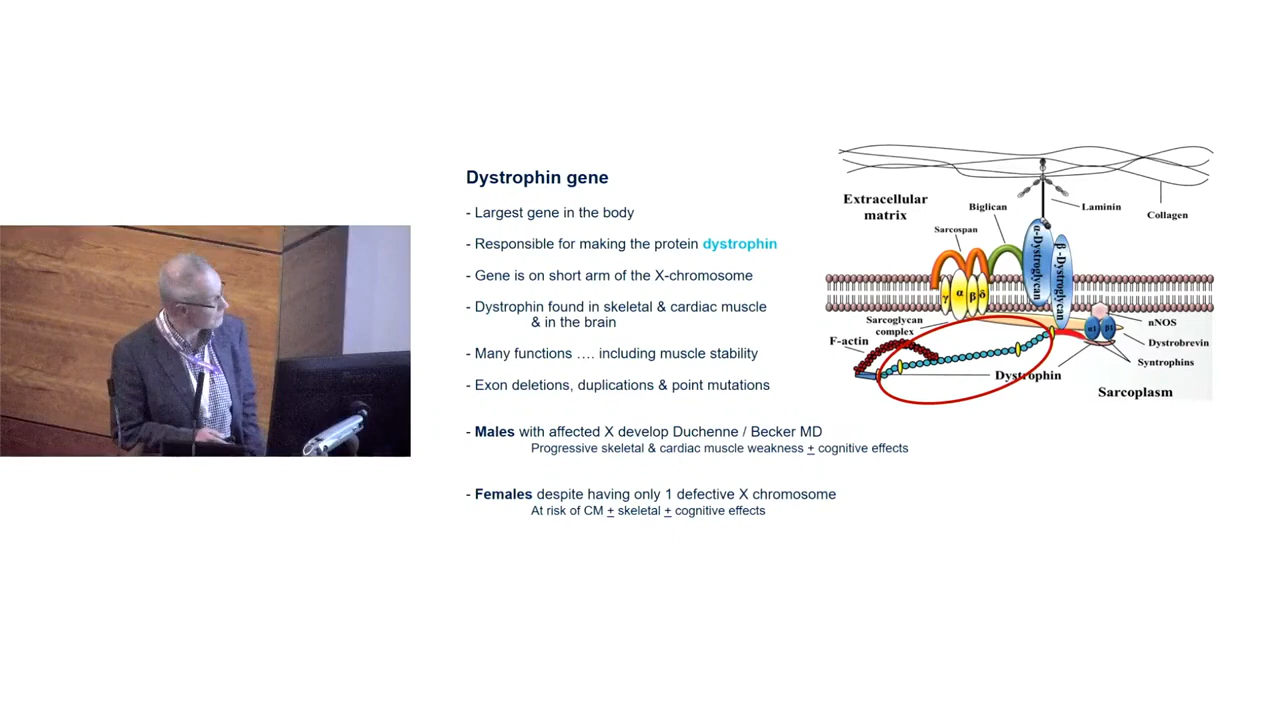 Dystrophin gene
- Largest gene in the body
- Responsible for making the protein dystrophin
- Gene is on short arm of the X-chromosome
- Dystrophin found in skeletal & cardiac muscle
& in the brain
- Many functions .... including muscle stability
- Exon deletions, duplications & point mutations
- Males with affected X develop Duchenne / Becker MD
Progressive skeletal & cardiac muscle weakness + cognitive effects
- Females despite having only 1 defective X chromosome
At risk of CM + skeletal + cognitive effects
Extracellular
matrix
Biglican
Laminin
Collagen
Sarcospan
α-Dystroglycan
β-Dystroglycan
γ
α
β
δ
Sarcoglycan
complex
F-actin
α1
β1
nNOS
Dystrobrevin
Syntrophins
Dystrophin
Sarcoplasm